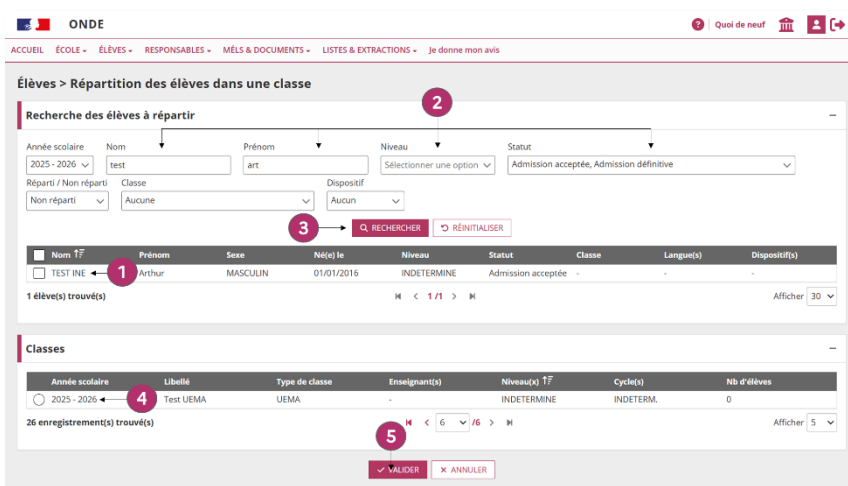 ONDE
Quoi de neuf
ACCUEIL ÉCOLE ÉLÈVES RESPONSABLES MÉLS & DOCUMENTS LISTES & EXTRACTIONS Je donne mon avis
Élèves > Répartition des élèves dans une classe
2
Recherche des élèves à répartir
Année scolaire Nom Prénom Niveau Statut
2025 - 2026 test art Sélectionner une option Admission acceptée, Admission définitive
Réparti / Non réparti Classe Dispositif
Non réparti Aucune Aucun
3 RECHERCHER RÉINITIALISER
Nom Prénom Sexe Né(e) le Niveau Statut Classe Langue(s) Dispositif(s)
TEST INE 1 Arthur MASCULIN 01/01/2016 INDETERMINE Admission acceptée - - -
1 élève(s) trouvé(s) 1 /1 Afficher 30
Classes
Année scolaire Libellé Type de classe Enseignant(s) Niveau(x) Cycle(s) Nb d'élèves
2025 - 2026 4 Test UEMA UEMA - INDETERMINE INDETERM. 0
26 enregistrement(s) trouvé(s) 6 /6 Afficher 5
5
VALIDER ANNULER